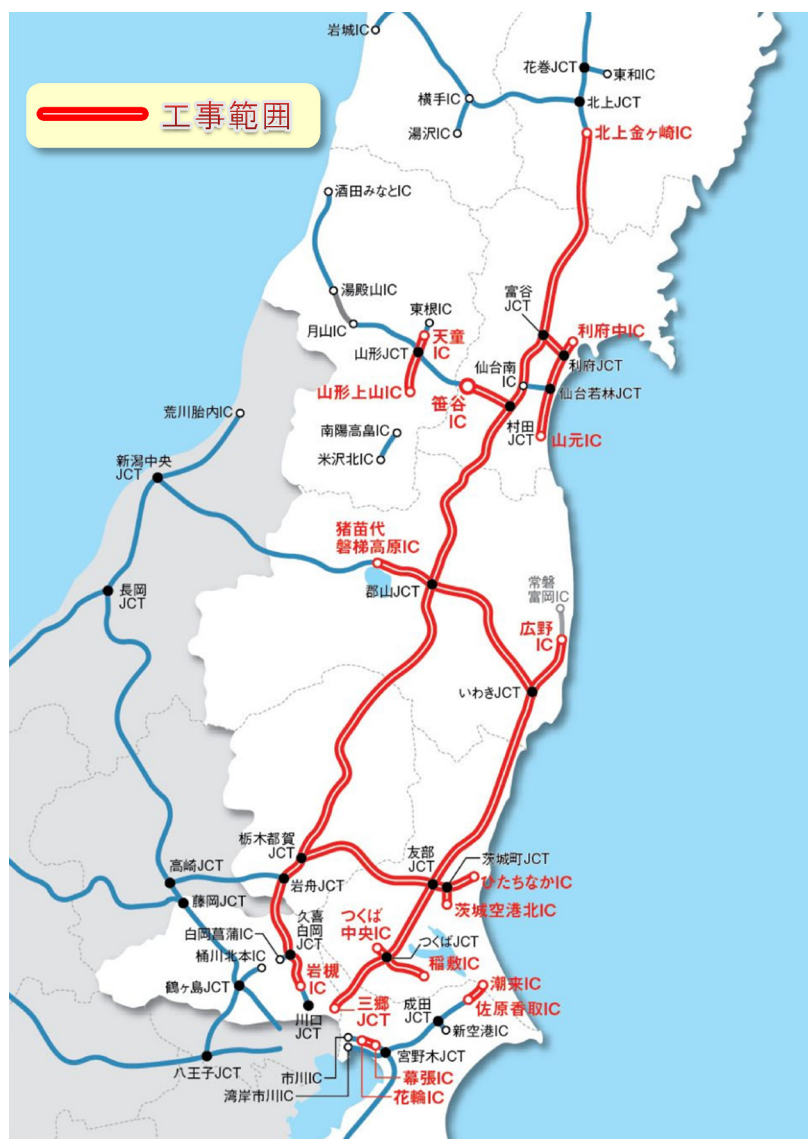 岩城IC
花巻JCT
東和IC
工事範囲
横手IC
北上JCT
湯沢IC
北上金ヶ崎IC
酒田みなとIC
湯殿山IC
東根IC
富谷
JCT
月山IC
天童
IC
利府中IC
山形JCT
利府JCT
仙台南
IC
山形上山IC
笹谷
IC
仙台若林JCT
荒川胎内IC
村田
JCT
山元IC
南陽高畠IC
米沢北IC
新潟中央
JCT
猪苗代
磐梯高原IC
長岡
JCT
郡山JCT
常磐
富岡IC
広野
IC
いわきJCT
栃木都賀
JCT
高崎JCT
友部
JCT
茨城町JCT
岩舟JCT
ひたちなかIC
藤岡JCT
茨城空港北IC
久喜
白岡
JCT
つくば
中央IC
白岡菖蒲IC
つくばJCT
桶川北本IC
稲敷IC
岩槻
IC
鶴ヶ島JCT
潮来IC
三郷
JCT
成田
JCT
佐原香取IC
川口
JCT
新空港IC
宮野木JCT
八王子JCT
市川IC
幕張IC
湾岸市川IC
花輪IC